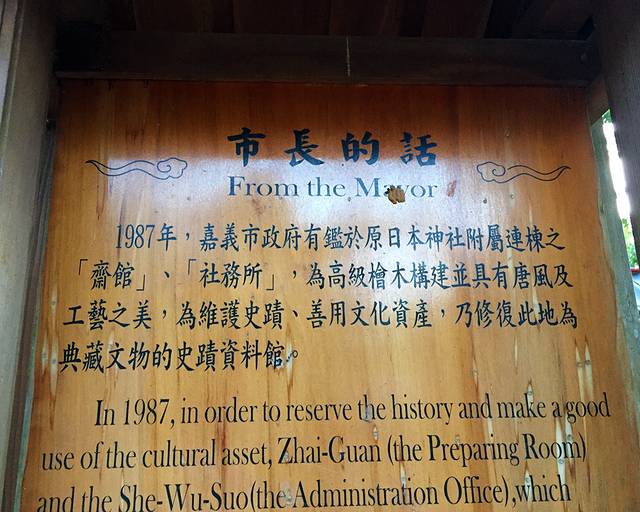 市長的話
From the Mayor
1987年，嘉義市政府有鑑於原日本神社附屬連棟之
「齋館」、「社務所」，為高級檜木構建並具有唐風及
工藝之美，為維護史蹟、善用文化資產，乃修復此地為
典藏文物的史蹟資料館。
In 1987, in order to reserve the history and make a good
use of the cultural asset, Zhai-Guan (the Preparing Room)
and the She-Wu-Suo(the Administration Office),which